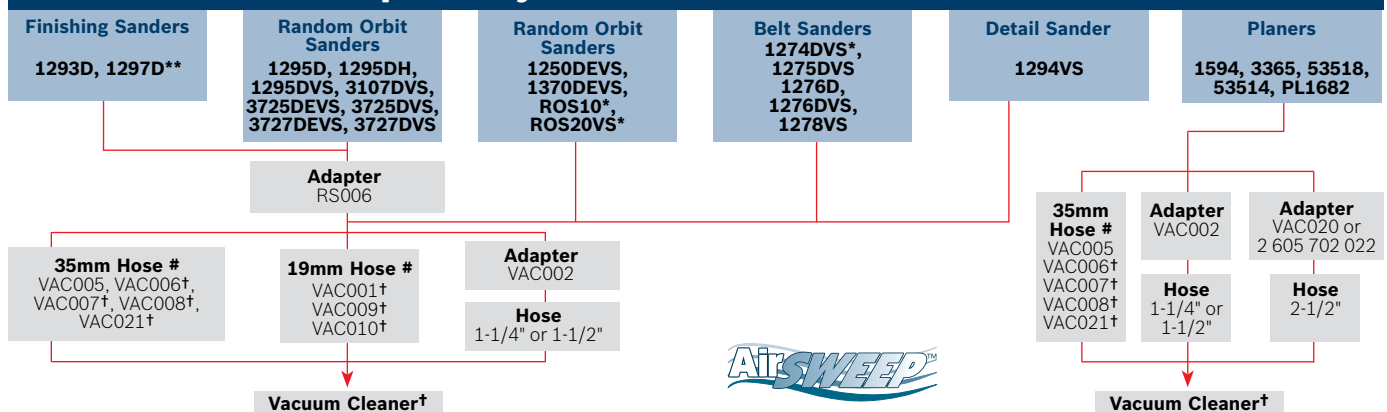 Finishing Sanders
1293D, 1297D**
Random Orbit
Sanders
1295D, 1295DH,
1295DVS, 3107DVS,
3725DEVS, 3725DVS,
3727DEVS, 3727DVS
Random Orbit
Sanders
1250DEVS,
1370DEVS,
ROS10*,
ROS20VS*
Belt Sanders
1274DVS*,
1275DVS
1276D,
1276DVS,
1278VS
Detail Sander
1294VS
Planers
1594, 3365, 53518,
53514, PL1682
Adapter
RS006
35mm Hose #
VAC005, VAC006†,
VAC007†, VAC008†,
VAC021†
19mm Hose #
VAC001†
VAC009†
VAC010†
Adapter
VAC002
Hose
1-1/4" or 1-1/2"
Vacuum Cleaner†
AirSWEEP™
35mm
Hose #
VAC005
VAC006†
VAC007†
VAC008†
VAC021†
Adapter
VAC002
Hose
1-1/4" or
1-1/2"
Adapter
VAC020 or
2 605 702 022
Hose
2-1/2"
Vacuum Cleaner†